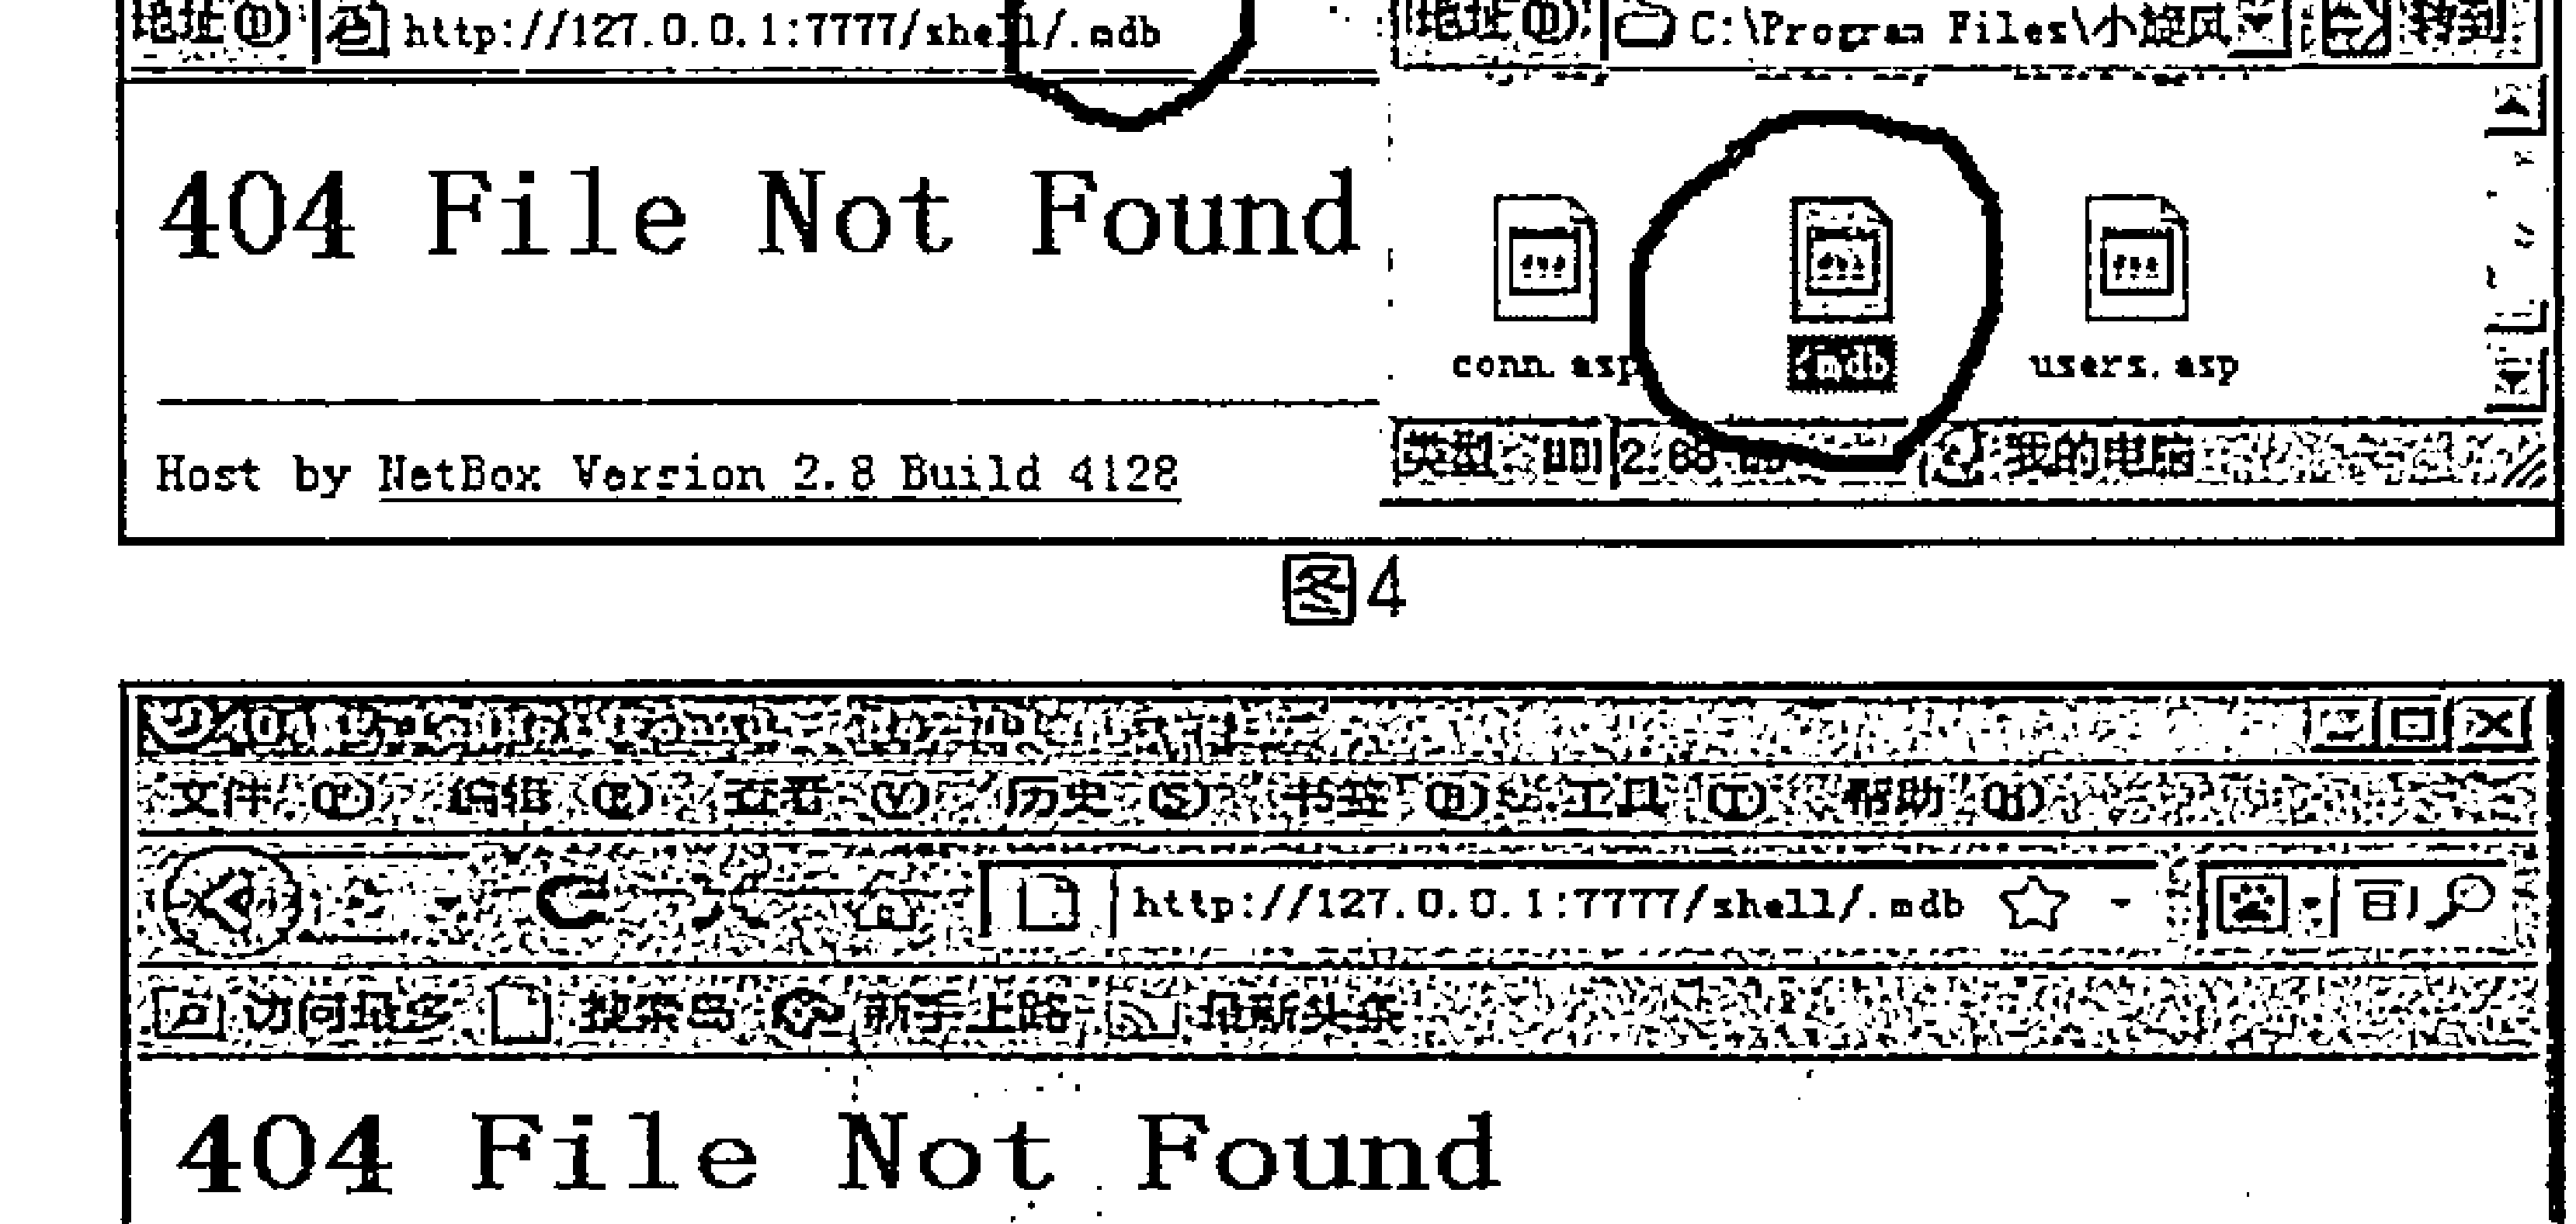 地址(D) http://127.0.0.1:7777/shell/.mdb
地址(D) C:\Program Files\小旋风 转到
404 File Not Found
conn.asp .mdb users.asp
类型 2.88 我的电脑
Host by NetBox Version 2.8 Build 4128
图4
文件(F) 编辑(E) 查看(V) 历史(S) 书签(B) 工具(T) 帮助(H)
http://127.0.0.1:7777/shell/.mdb
访问最多 搜索 新手上路 最新头条
404 File Not Found